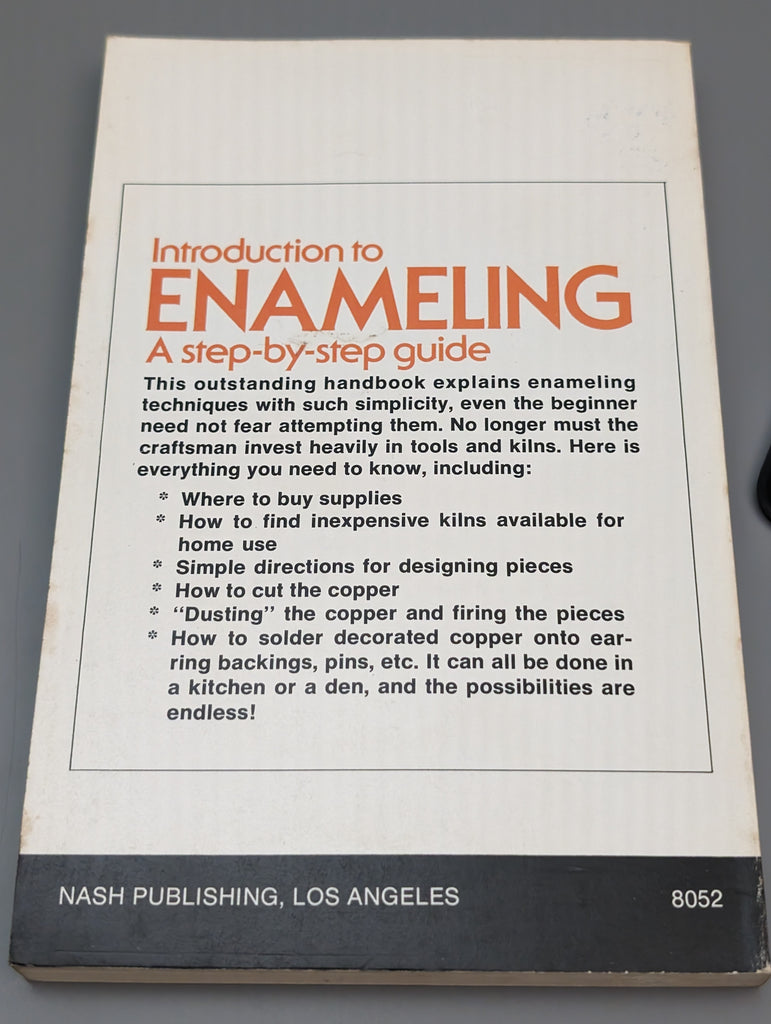 Introduction to
ENAMELING
A step-by-step guide
This outstanding handbook explains enameling
techniques with such simplicity, even the beginner
need not fear attempting them. No longer must the
craftsman invest heavily in tools and kilns. Here is
everything you need to know, including:
* Where to buy supplies
* How to find inexpensive kilns available for
home use
* Simple directions for designing pieces
* How to cut the copper
* “Dusting” the copper and firing the pieces
* How to solder decorated copper onto ear-
ring backings, pins, etc. It can all be done in
a kitchen or a den, and the possibilities are
endless!
NASH PUBLISHING, LOS ANGELES 8052